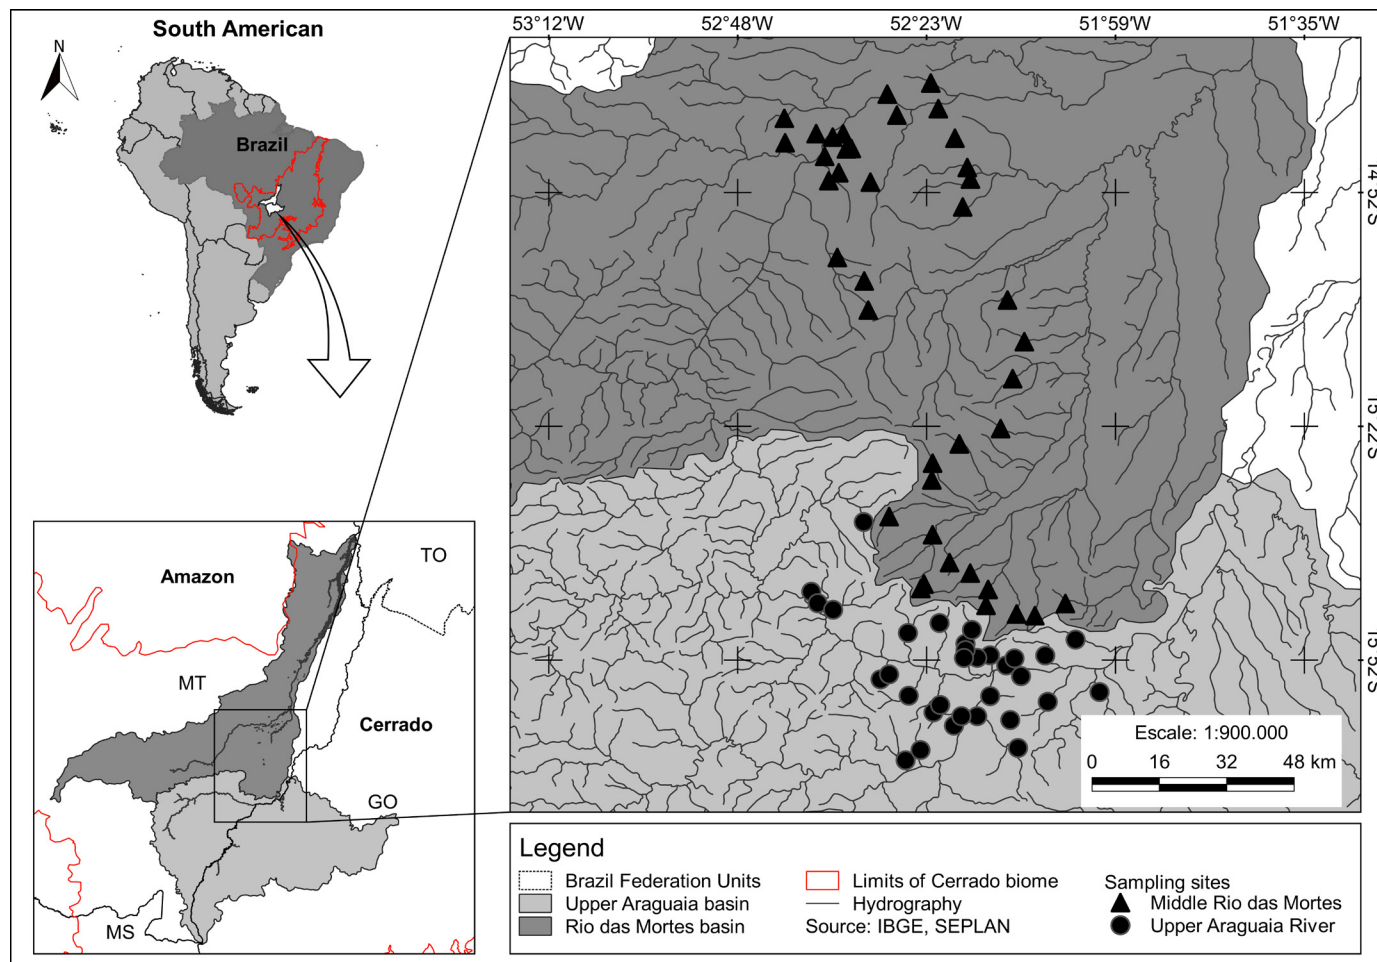 South American
N
Brazil
53°12'W 52°48'W 52°23'W 51°59'W 51°35'W
14°52'S
15°22'S
15°52'S
Amazon
TO
MT
Cerrado
GO
MS
Escale: 1:900.000
0 16 32 48 km
Legend
Brazil Federation Units
Upper Araguaia basin
Rio das Mortes basin
Limits of Cerrado biome
Hydrography
Source: IBGE, SEPLAN
Sampling sites
Middle Rio das Mortes
Upper Araguaia River